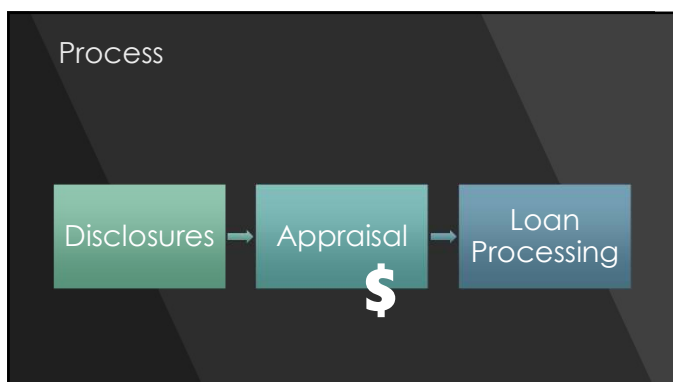 Process
Disclosures
Appraisal
$
Loan
Processing